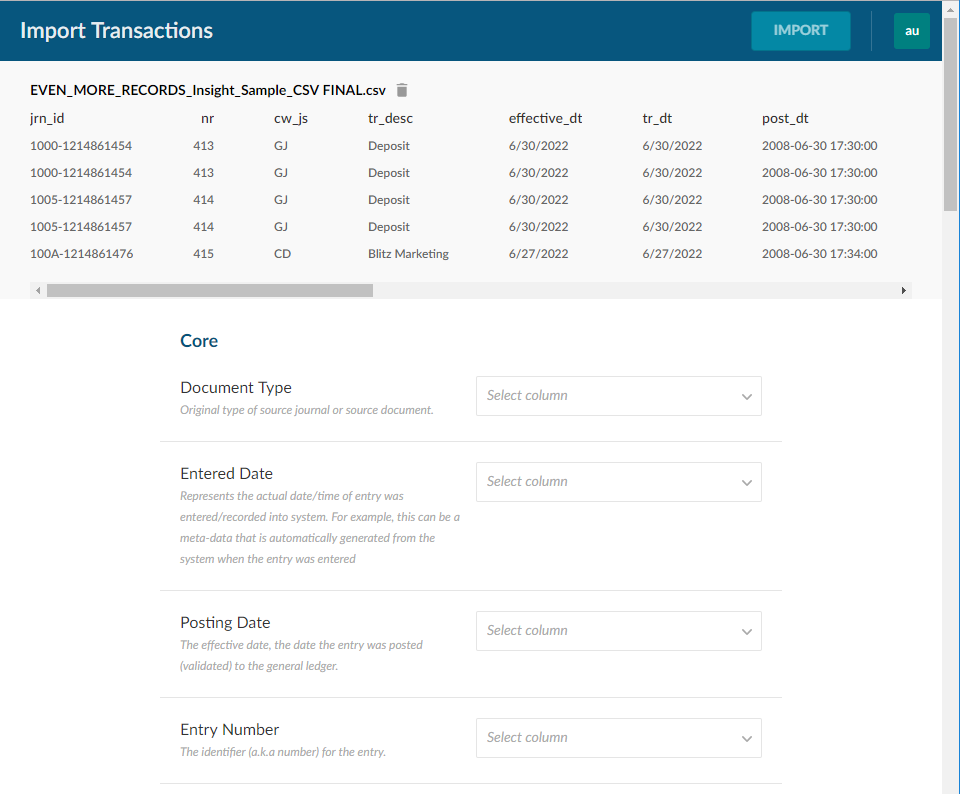 Import Transactions IMPORT au
EVEN_MORE_RECORDS_Insight_Sample_CSV FINAL.csv
jrn_id nr cw_js tr_desc effective_dt tr_dt post_dt
1000-1214861454 413 GJ Deposit 6/30/2022 6/30/2022 2008-06-30 17:30:00
1000-1214861454 413 GJ Deposit 6/30/2022 6/30/2022 2008-06-30 17:30:00
1005-1214861457 414 GJ Deposit 6/30/2022 6/30/2022 2008-06-30 17:30:00
1005-1214861457 414 GJ Deposit 6/30/2022 6/30/2022 2008-06-30 17:30:00
100A-1214861476 415 CD Blitz Marketing 6/27/2022 6/27/2022 2008-06-30 17:34:00
Core
Document Type Select column
Original type of source journal or source document.
Entered Date Select column
Represents the actual date/time of entry was
entered/recorded into system. For example, this can be a
meta-data that is automatically generated from the
system when the entry was entered
Posting Date Select column
The effective date, the date the entry was posted
(validated) to the general ledger.
Entry Number Select column
The identifier (a.k.a number) for the entry.